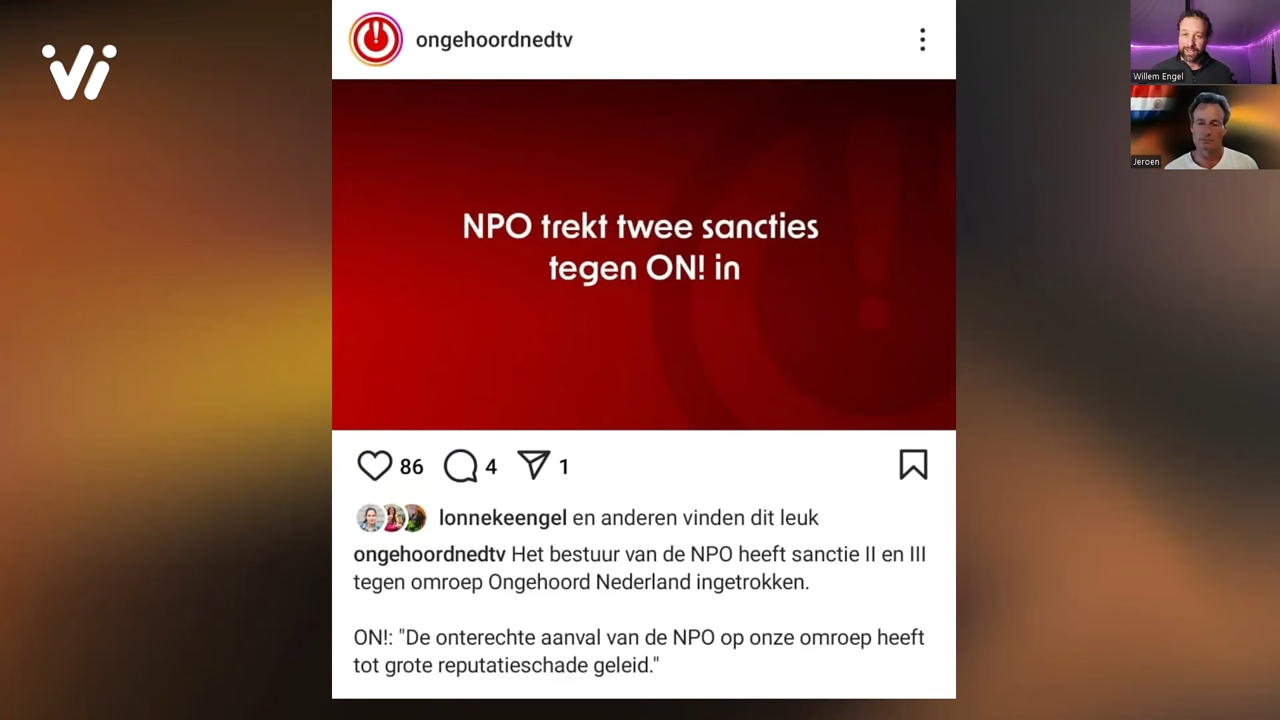 ongehoordnedtv
Willem Engel
Jeroen
NPO trekt twee sancties
tegen ON! in
86
4
1
lonnekeengel en anderen vinden dit leuk
ongehoordnedtv Het bestuur van de NPO heeft sanctie II en III
tegen omroep Ongehoord Nederland ingetrokken.
ON!: "De onterechte aanval van de NPO op onze omroep heeft
tot grote reputatieschade geleid."